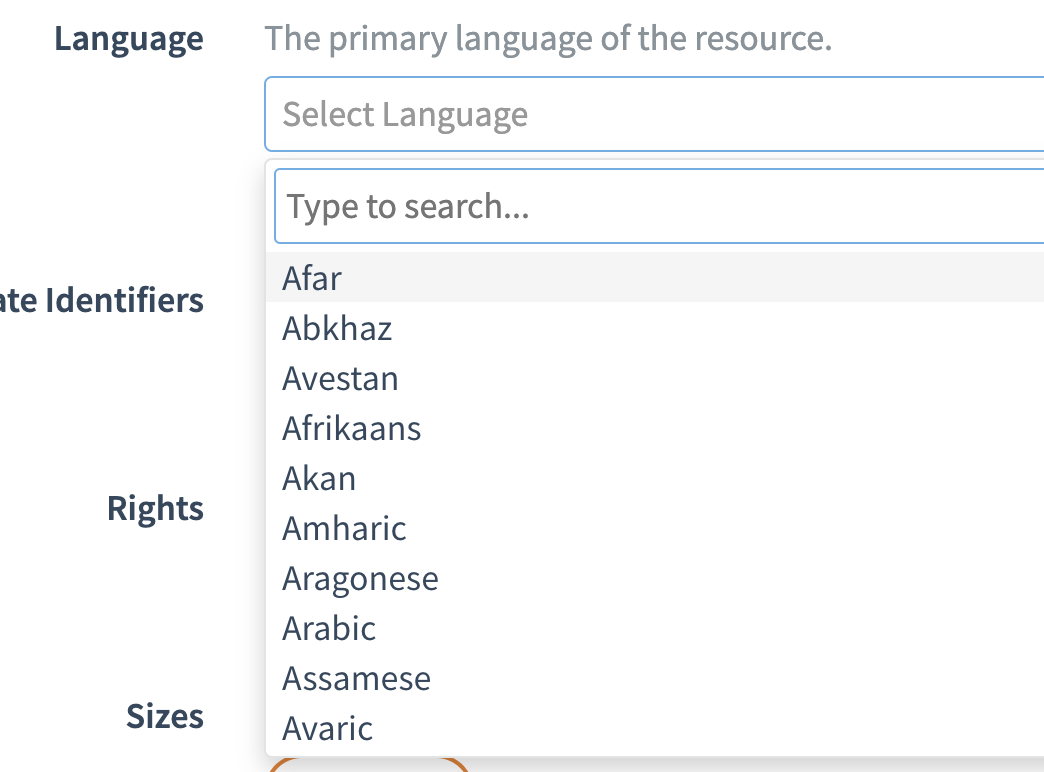 Language The primary language of the resource.
Select Language
Type to search...
Afar
ate Identifiers
Abkhaz
Avestan
Afrikaans
Akan
Rights
Amharic
Aragonese
Arabic
Assamese
Sizes
Avaric